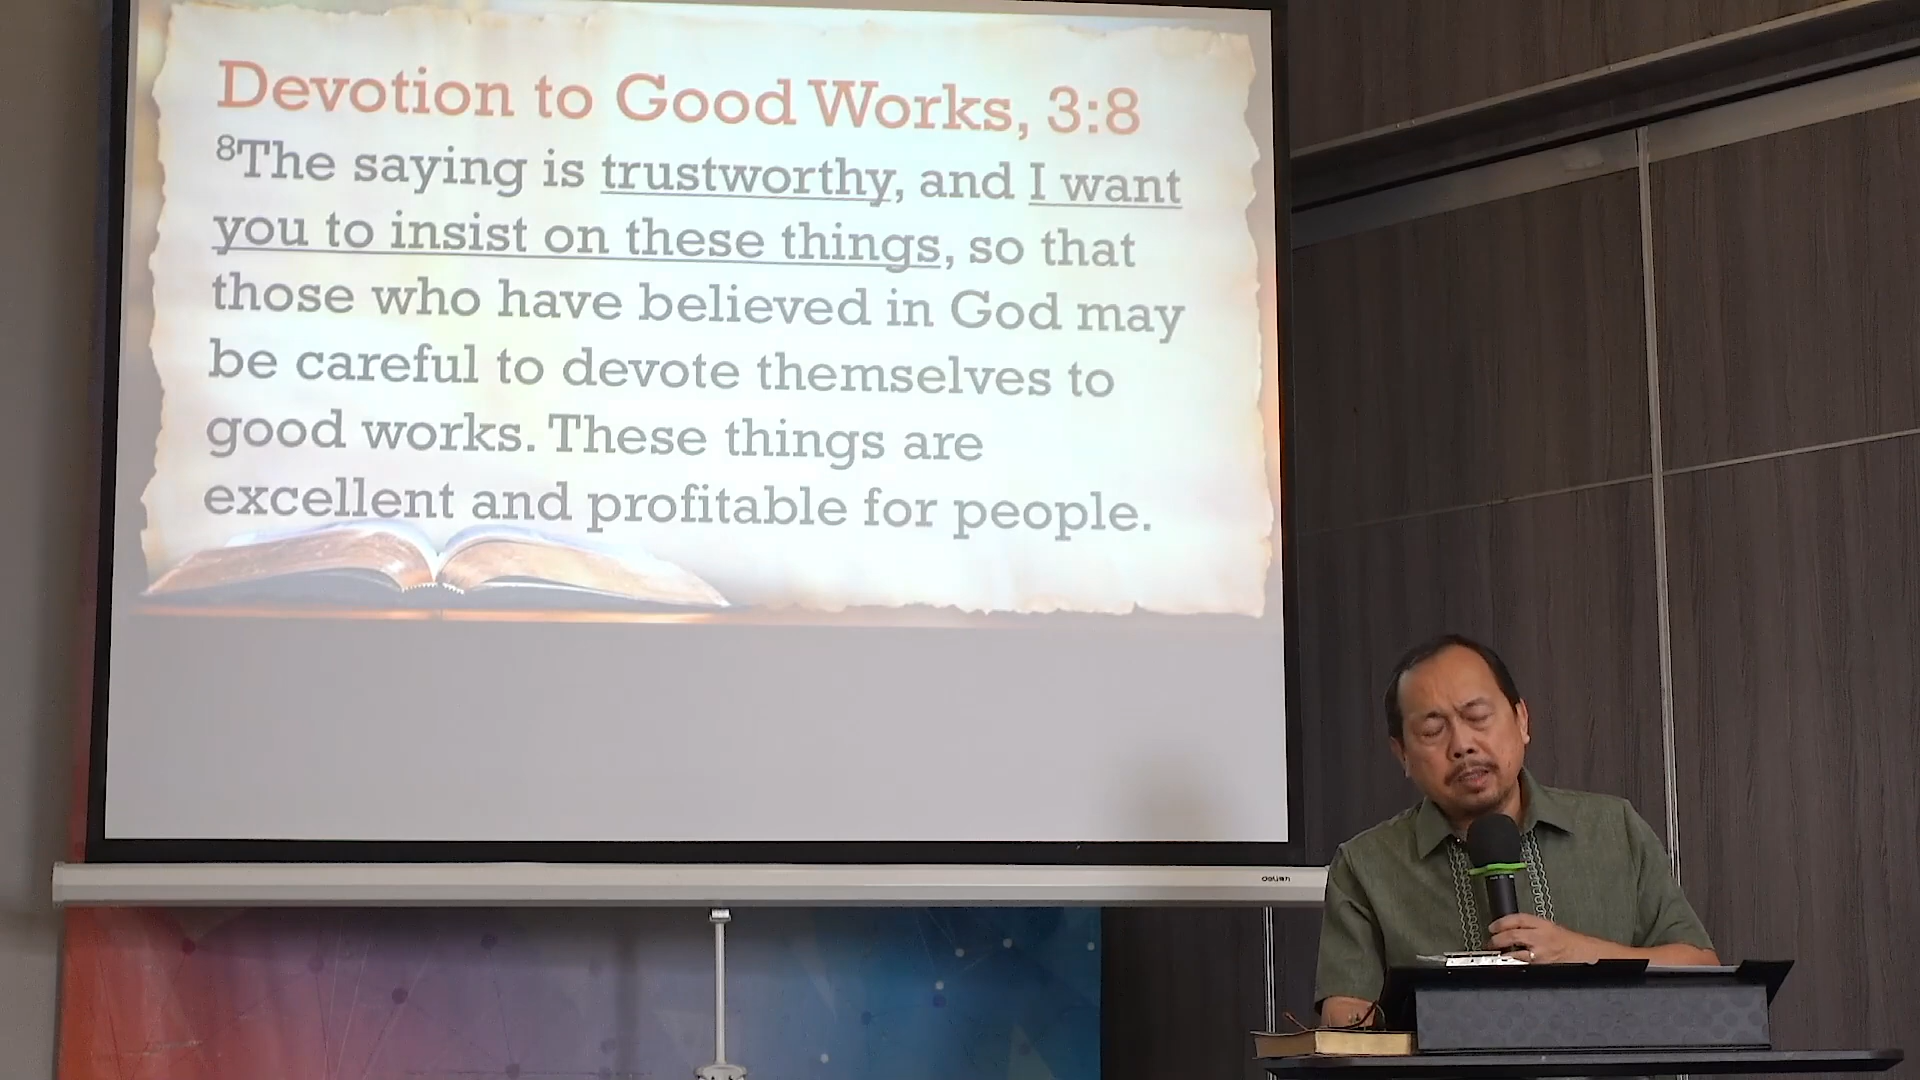 Devotion to Good Works, 3:8
⁸The saying is trustworthy, and I want
you to insist on these things, so that
those who have believed in God may
be careful to devote themselves to
good works. These things are
excellent and profitable for people.